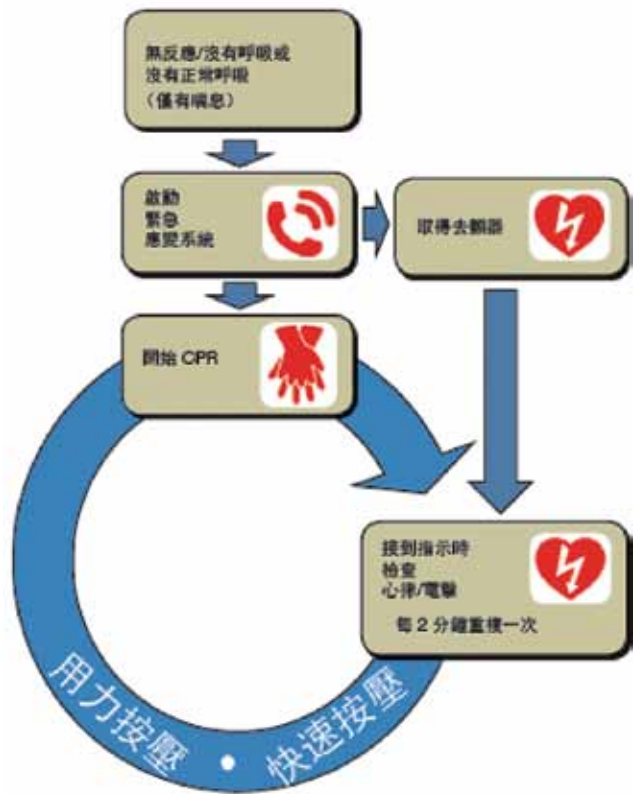 無反應/沒有呼吸或
沒有正常呼吸
（僅有喘息）
啟動
緊急
應變系統
取得去顫器
開始 CPR
接到指示時
檢查
心律/電擊
每 2 分鐘重複一次
用力按壓 • 快速按壓